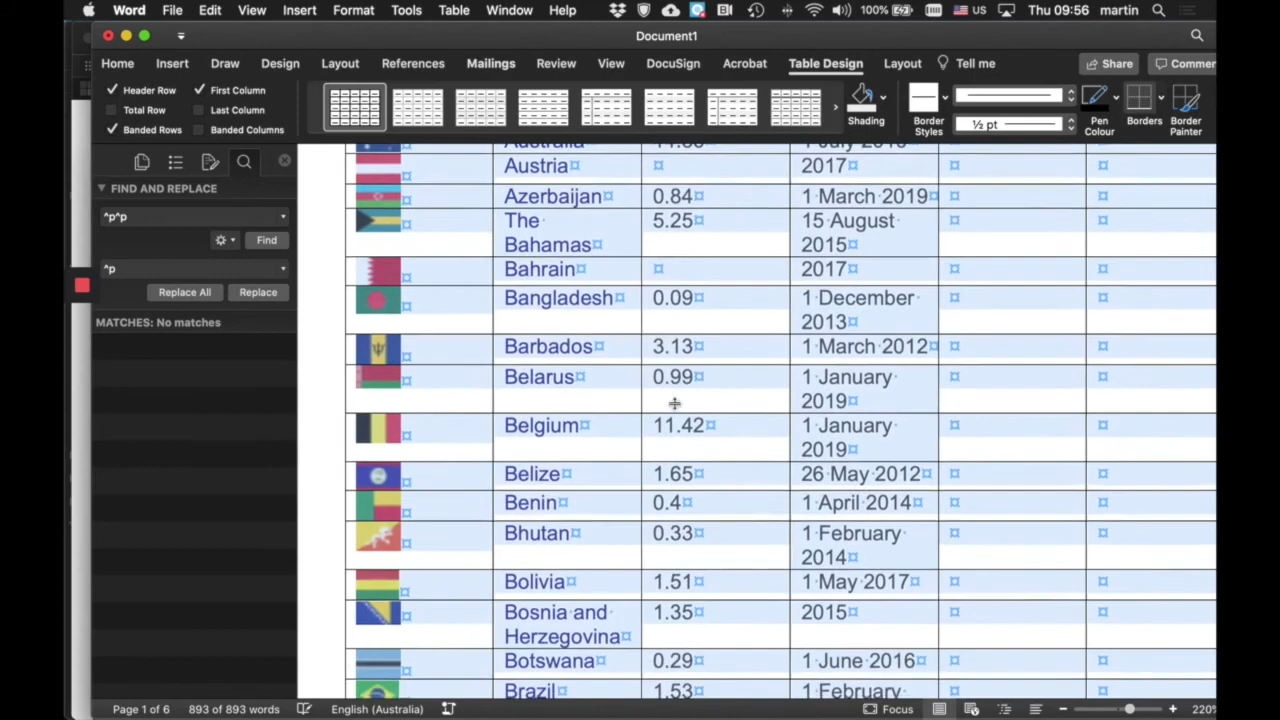 Word File Edit View Insert Format Tools Table Window Help 100% US Thu 09:56 martin
Document1
Home Insert Draw Design Layout References Mailings Review View DocuSign Acrobat Table Design Layout Tell me Share Commer
Header Row First Column
Total Row Last Column
Banded Rows Banded Columns
Shading
Border Styles
½ pt
Pen Colour
Borders
Border Painter
FIND AND REPLACE
^p^p
Find
^p
Replace All Replace
MATCHES: No matches
Australia
Austria¤ ¤ 2017¤
Azerbaijan¤ 0.84¤ 1·March·2019¤
The· 5.25¤ 15·August·
Bahamas¤ 2015¤
Bahrain¤ ¤ 2017¤
Bangladesh¤ 0.09¤ 1·December·
2013¤
Barbados¤ 3.13¤ 1·March·2012¤ ¤ ¤
Belarus¤ 0.99¤ 1·January· ¤ ¤
2019¤
Belgium¤ 11.42¤ 1·January· ¤ ¤
2019¤
Belize¤ 1.65¤ 26·May·2012¤ ¤ ¤
Benin¤ 0.4¤ 1·April·2014¤ ¤ ¤
Bhutan¤ 0.33¤ 1·February· ¤ ¤
2014¤
Bolivia¤ 1.51¤ 1·May·2017¤ ¤ ¤
Bosnia·and· 1.35¤ 2015¤ ¤ ¤
Herzegovina¤
Botswana¤ 0.29¤ 1·June·2016¤ ¤ ¤
Brazil¤ 1.53¤ 1·February· ¤ ¤
Page 1 of 6 893 of 893 words English (Australia) Focus 220%